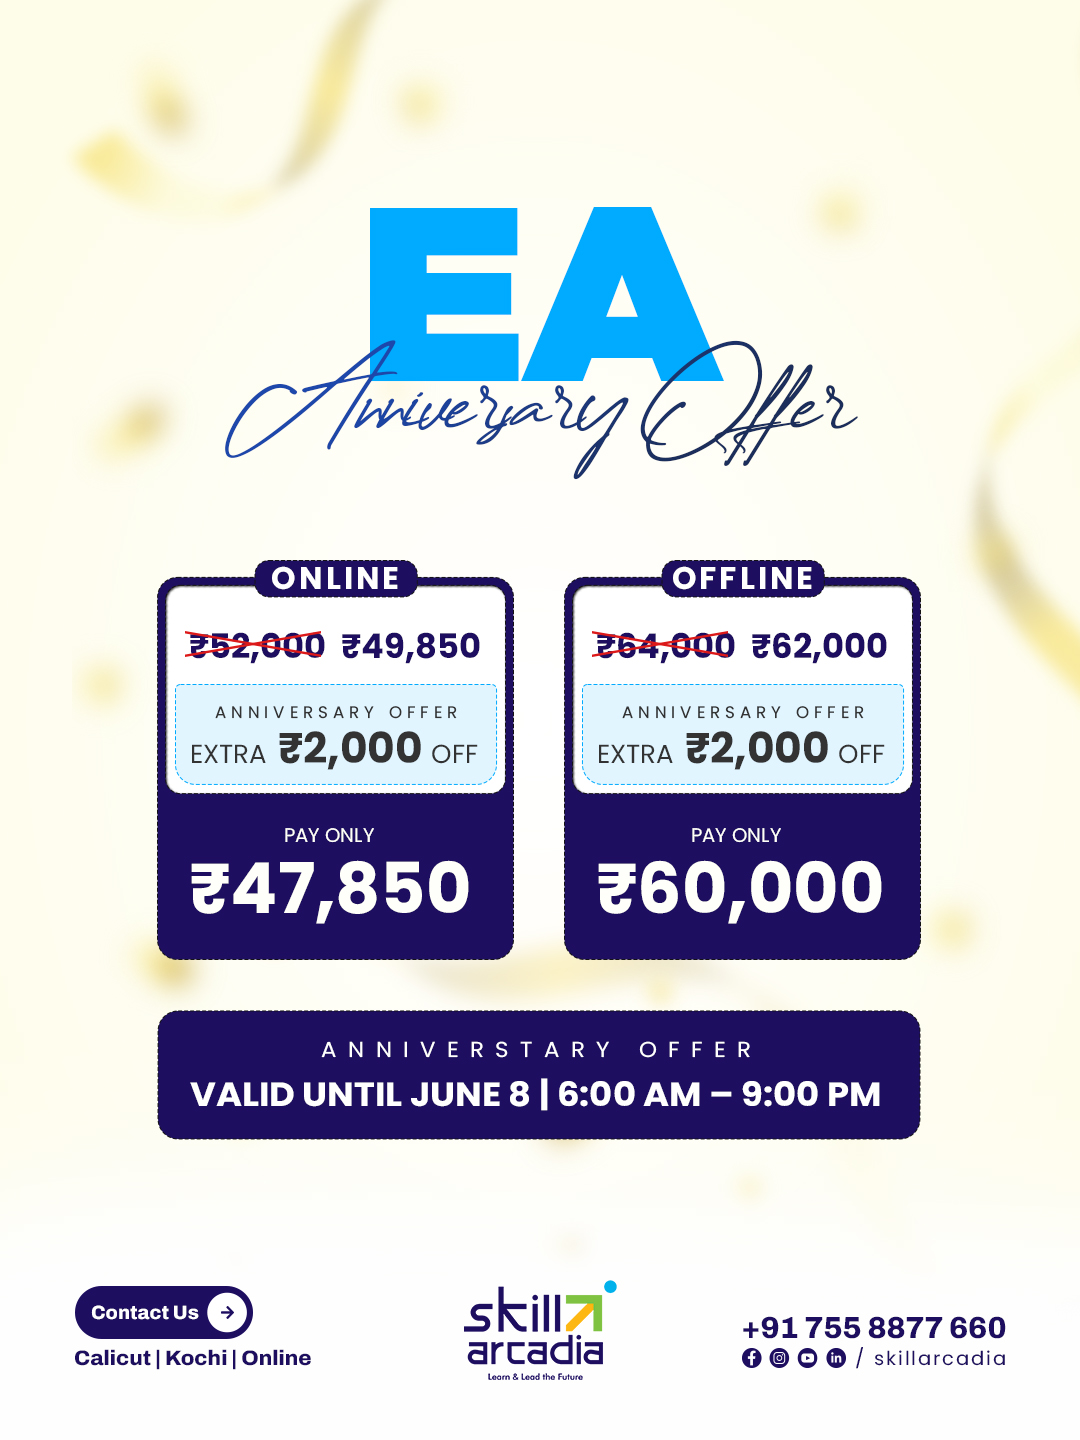 EA
Anniversary Offer
ONLINE
₹52,000 ₹49,850
ANNIVERSARY OFFER
EXTRA ₹2,000 OFF
PAY ONLY
₹47,850
OFFLINE
₹64,000 ₹62,000
ANNIVERSARY OFFER
EXTRA ₹2,000 OFF
PAY ONLY
₹60,000
ANNIVERSTARY OFFER
VALID UNTIL JUNE 8 | 6:00 AM – 9:00 PM
Contact Us
Calicut | Kochi | Online
skill
arcadia
Learn & Lead the Future
+91 755 8877 660
/ skillarcadia